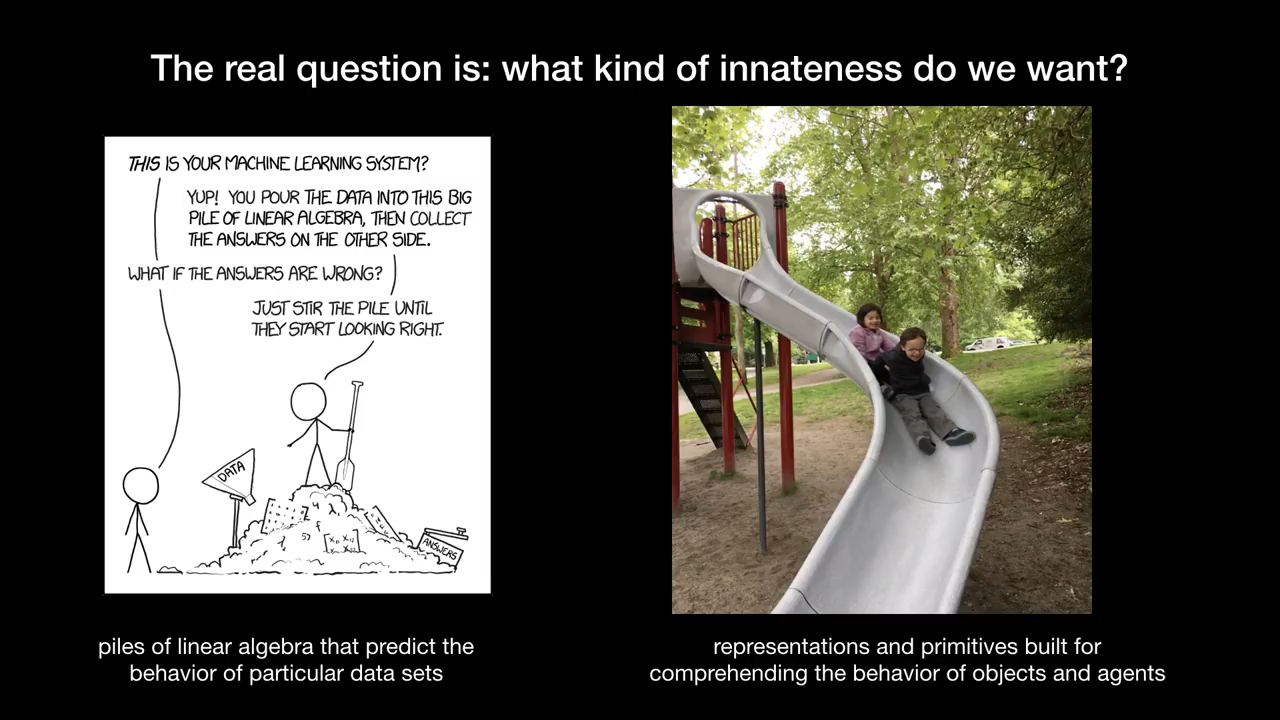 The real question is: what kind of innateness do we want?
THIS IS YOUR MACHINE LEARNING SYSTEM?
YUP! YOU POUR THE DATA INTO THIS BIG
PILE OF LINEAR ALGEBRA, THEN COLLECT
THE ANSWERS ON THE OTHER SIDE.
WHAT IF THE ANSWERS ARE WRONG?
JUST STIR THE PILE UNTIL
THEY START LOOKING RIGHT.
DATA
ANSWERS
piles of linear algebra that predict the
behavior of particular data sets
representations and primitives built for
comprehending the behavior of objects and agents